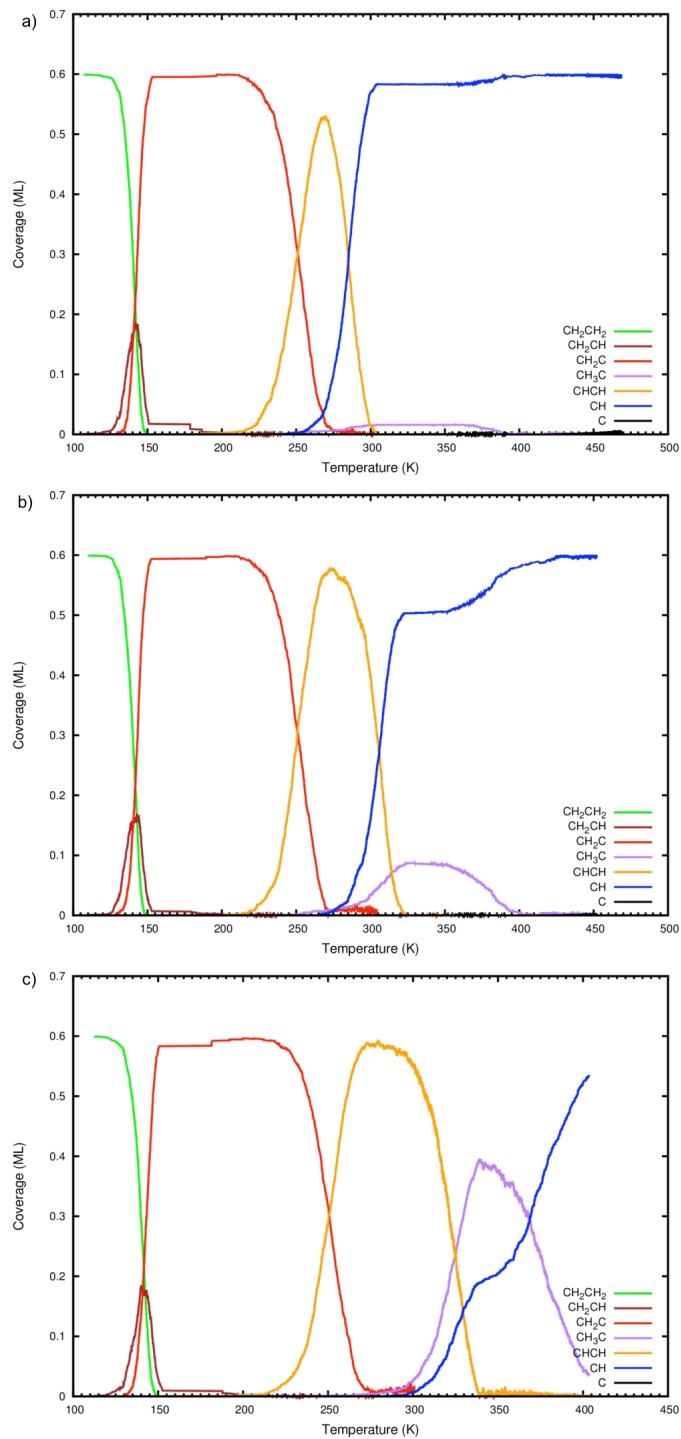 a)
0.7
0.6
0.5
0.4
0.3
0.2
0.1
0
Coverage (ML)
CH₂CH₂
CH₂CH
CH₂C
CH₃C
CHCH
CH
C
100 150 200 250 300 350 400 450 500
Temperature (K)
b)
0.7
0.6
0.5
0.4
0.3
0.2
0.1
0
Coverage (ML)
CH₂CH₂
CH₂CH
CH₂C
CH₃C
CHCH
CH
C
100 150 200 250 300 350 400 450 500
Temperature (K)
c)
0.7
0.6
0.5
0.4
0.3
0.2
0.1
0
Coverage (ML)
CH₂CH₂
CH₂CH
CH₂C
CH₃C
CHCH
CH
C
100 150 200 250 300 350 400 450
Temperature (K)